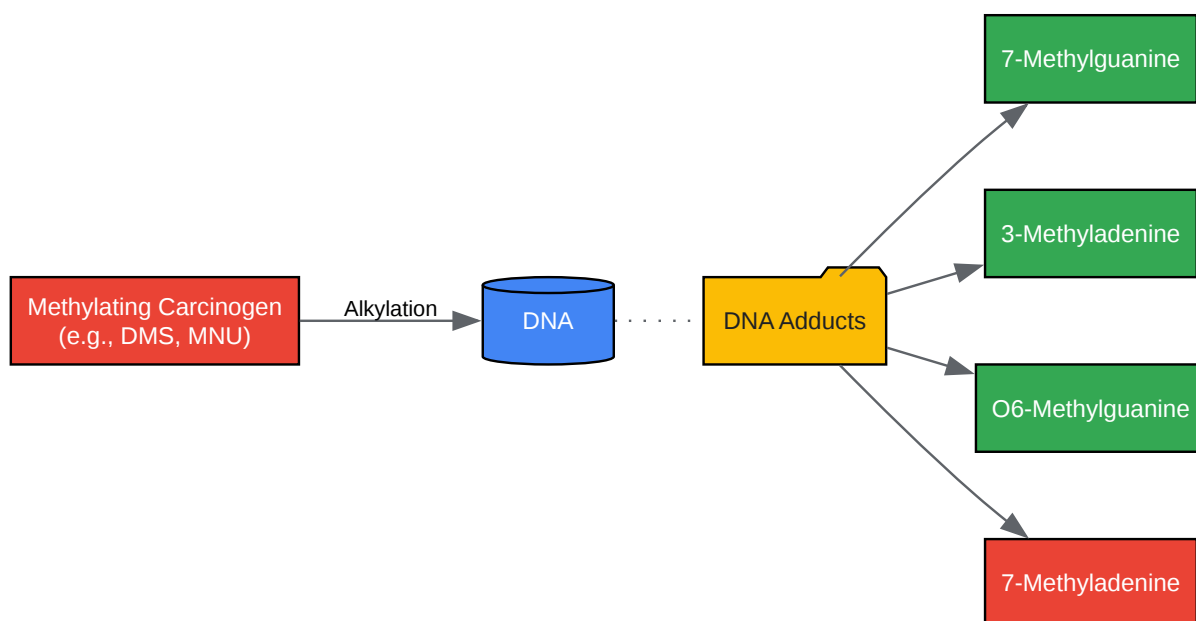 7-Methylguanine
3-Methyladenine
Methylating Carcinogen
(e.g., DMS, MNU)
Alkylation
DNA
DNA Adducts
O6-Methylguanine
7-Methyladenine